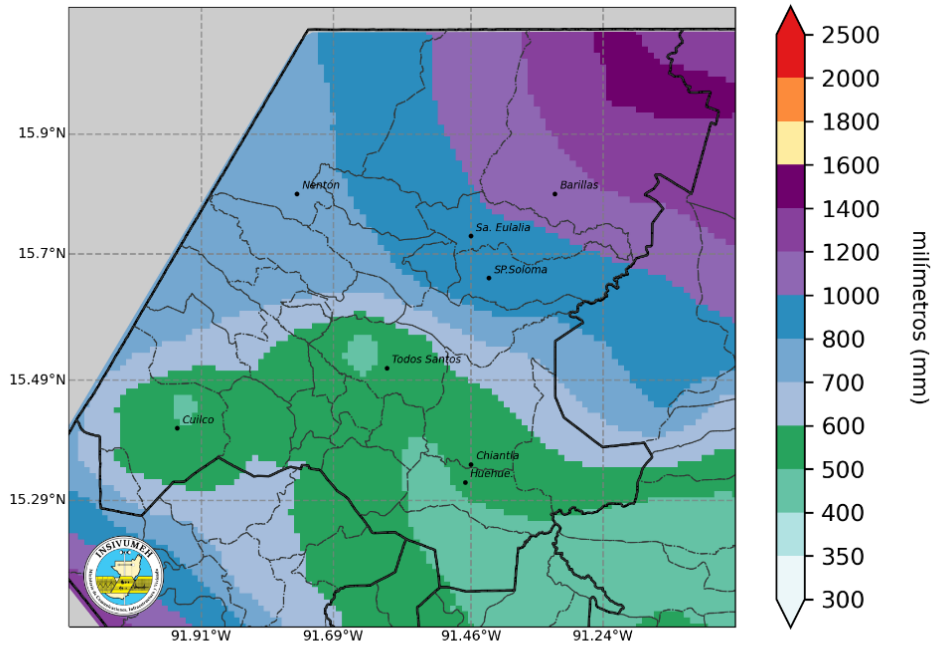 15.9°N
15.7°N
15.49°N
15.29°N
Nentón
Barillas
Sa. Eulalia
SP.Soloma
Todos Santos
Cuilco
Chiantla
Huehue.
INSIVUMEH
91.91°W
91.69°W
91.46°W
91.24°W
2500
2000
1800
1600
1400
1200
1000
800
700
600
500
400
350
300
milímetros (mm)